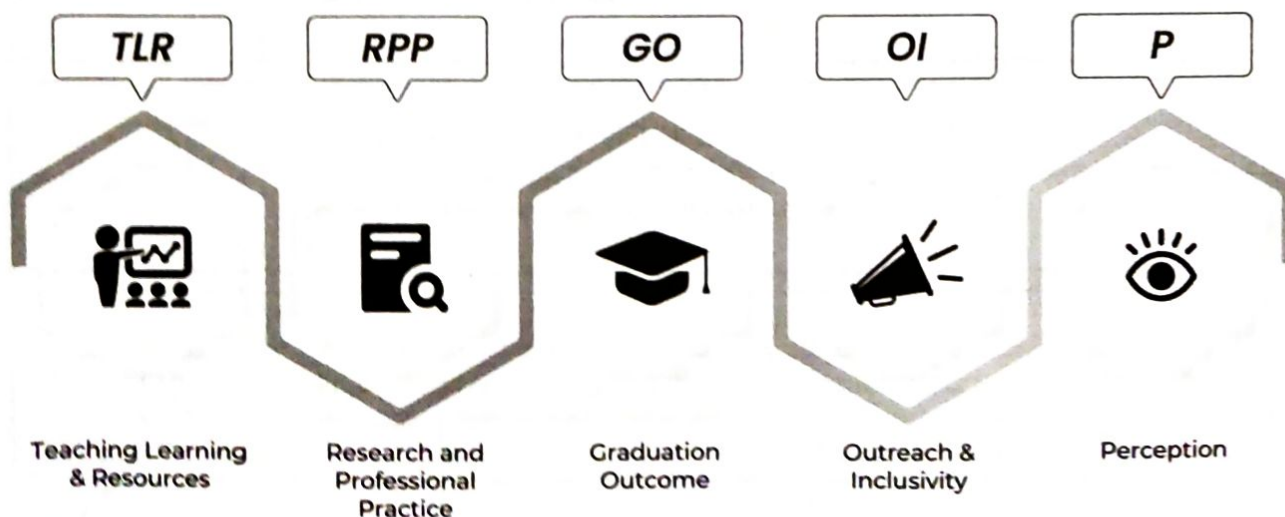 TLR
RPP
GO
OI
P
Teaching Learning
& Resources
Research and
Professional
Practice
Graduation
Outcome
Outreach &
Inclusivity
Perception